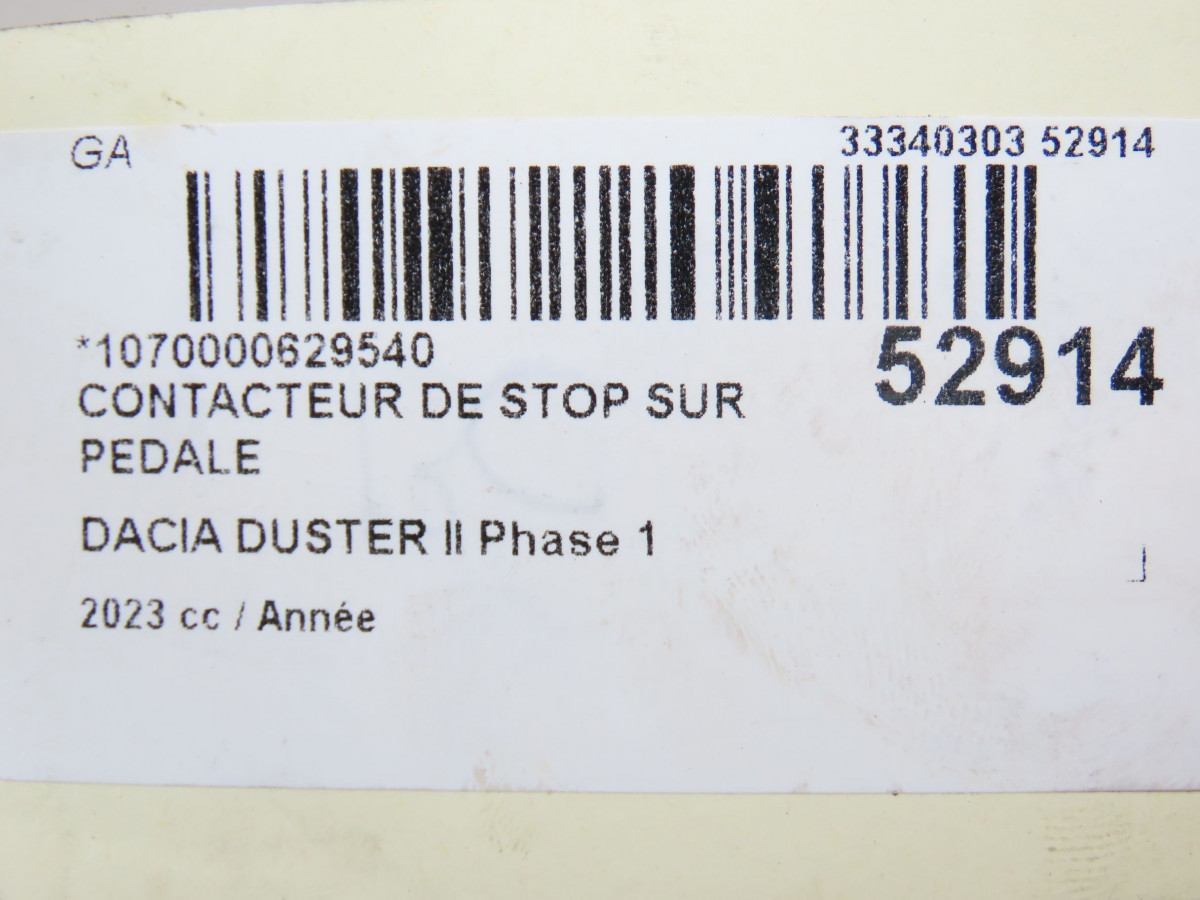 GA
33340303 52914
*1070000629540
52914
CONTACTEUR DE STOP SUR
PEDALE
DACIA DUSTER II Phase 1
2023 cc / Année